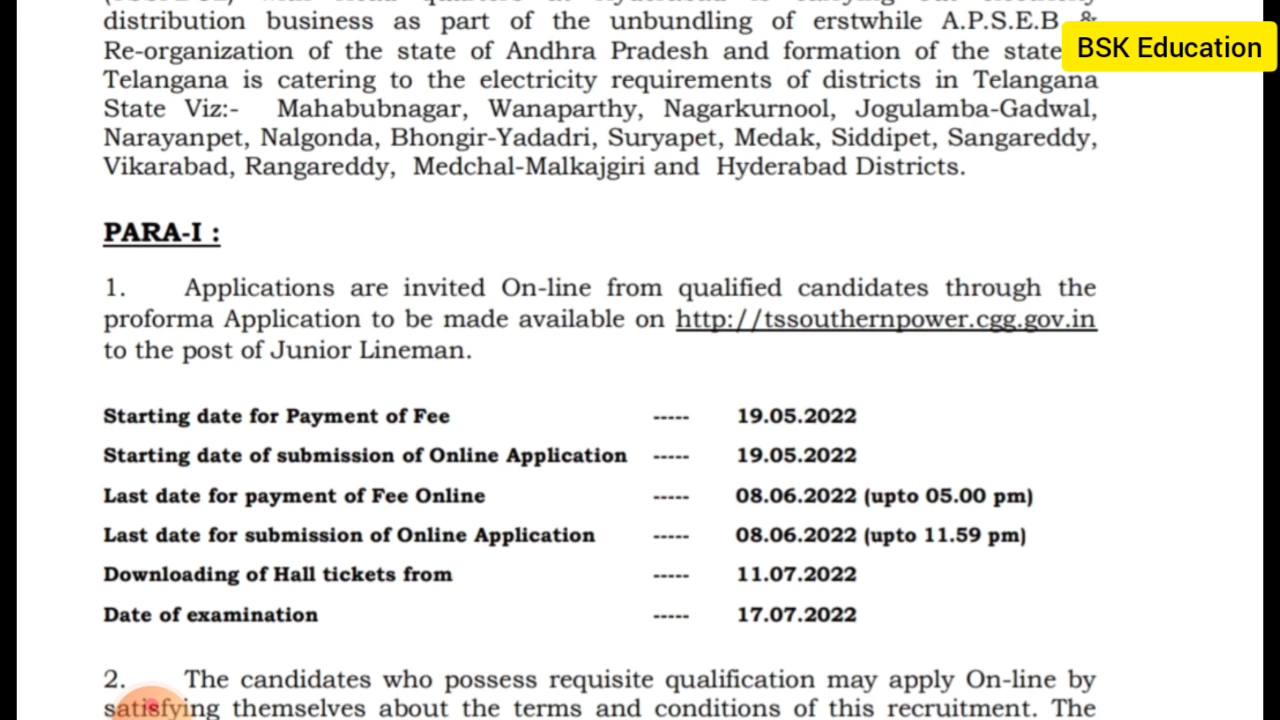 distribution business as part of the unbundling of erstwhile A.P.S.E.B &
Re-organization of the state of Andhra Pradesh and formation of the state
BSK Education
Telangana is catering to the electricity requirements of districts in Telangana
State Viz:- Mahabubnagar, Wanaparthy, Nagarkurnool, Jogulamba-Gadwal,
Narayanpet, Nalgonda, Bhongir-Yadadri, Suryapet, Medak, Siddipet, Sangareddy,
Vikarabad, Rangareddy, Medchal-Malkajgiri and Hyderabad Districts.
PARA-I :
1. Applications are invited On-line from qualified candidates through the
proforma Application to be made available on http://tssouthernpower.cgg.gov.in
to the post of Junior Lineman.
Starting date for Payment of Fee ----- 19.05.2022
Starting date of submission of Online Application ----- 19.05.2022
Last date for payment of Fee Online ----- 08.06.2022 (upto 05.00 pm)
Last date for submission of Online Application ----- 08.06.2022 (upto 11.59 pm)
Downloading of Hall tickets from ----- 11.07.2022
Date of examination ----- 17.07.2022
2. The candidates who possess requisite qualification may apply On-line by
satisfying themselves about the terms and conditions of this recruitment. The